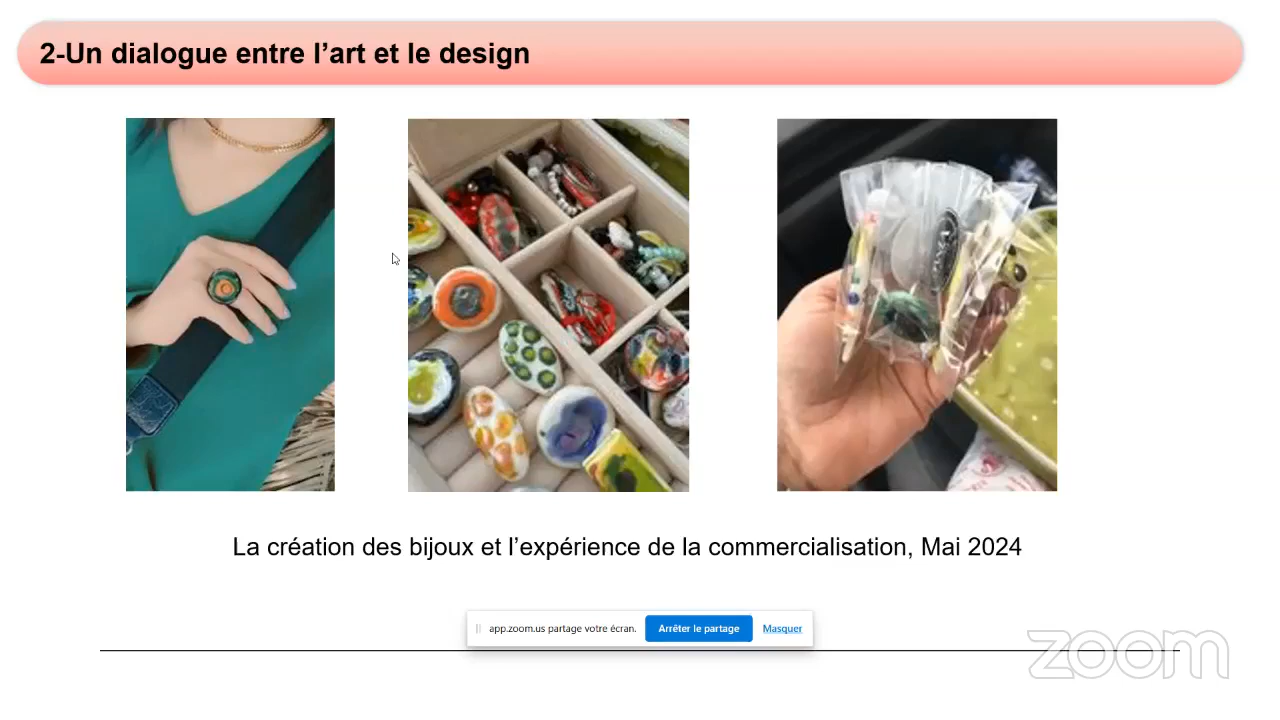 2-Un dialogue entre l’art et le design
La création des bijoux et l’expérience de la commercialisation, Mai 2024
app.zoom.us partage votre écran.
Arrêter le partage
Masquer
zoom